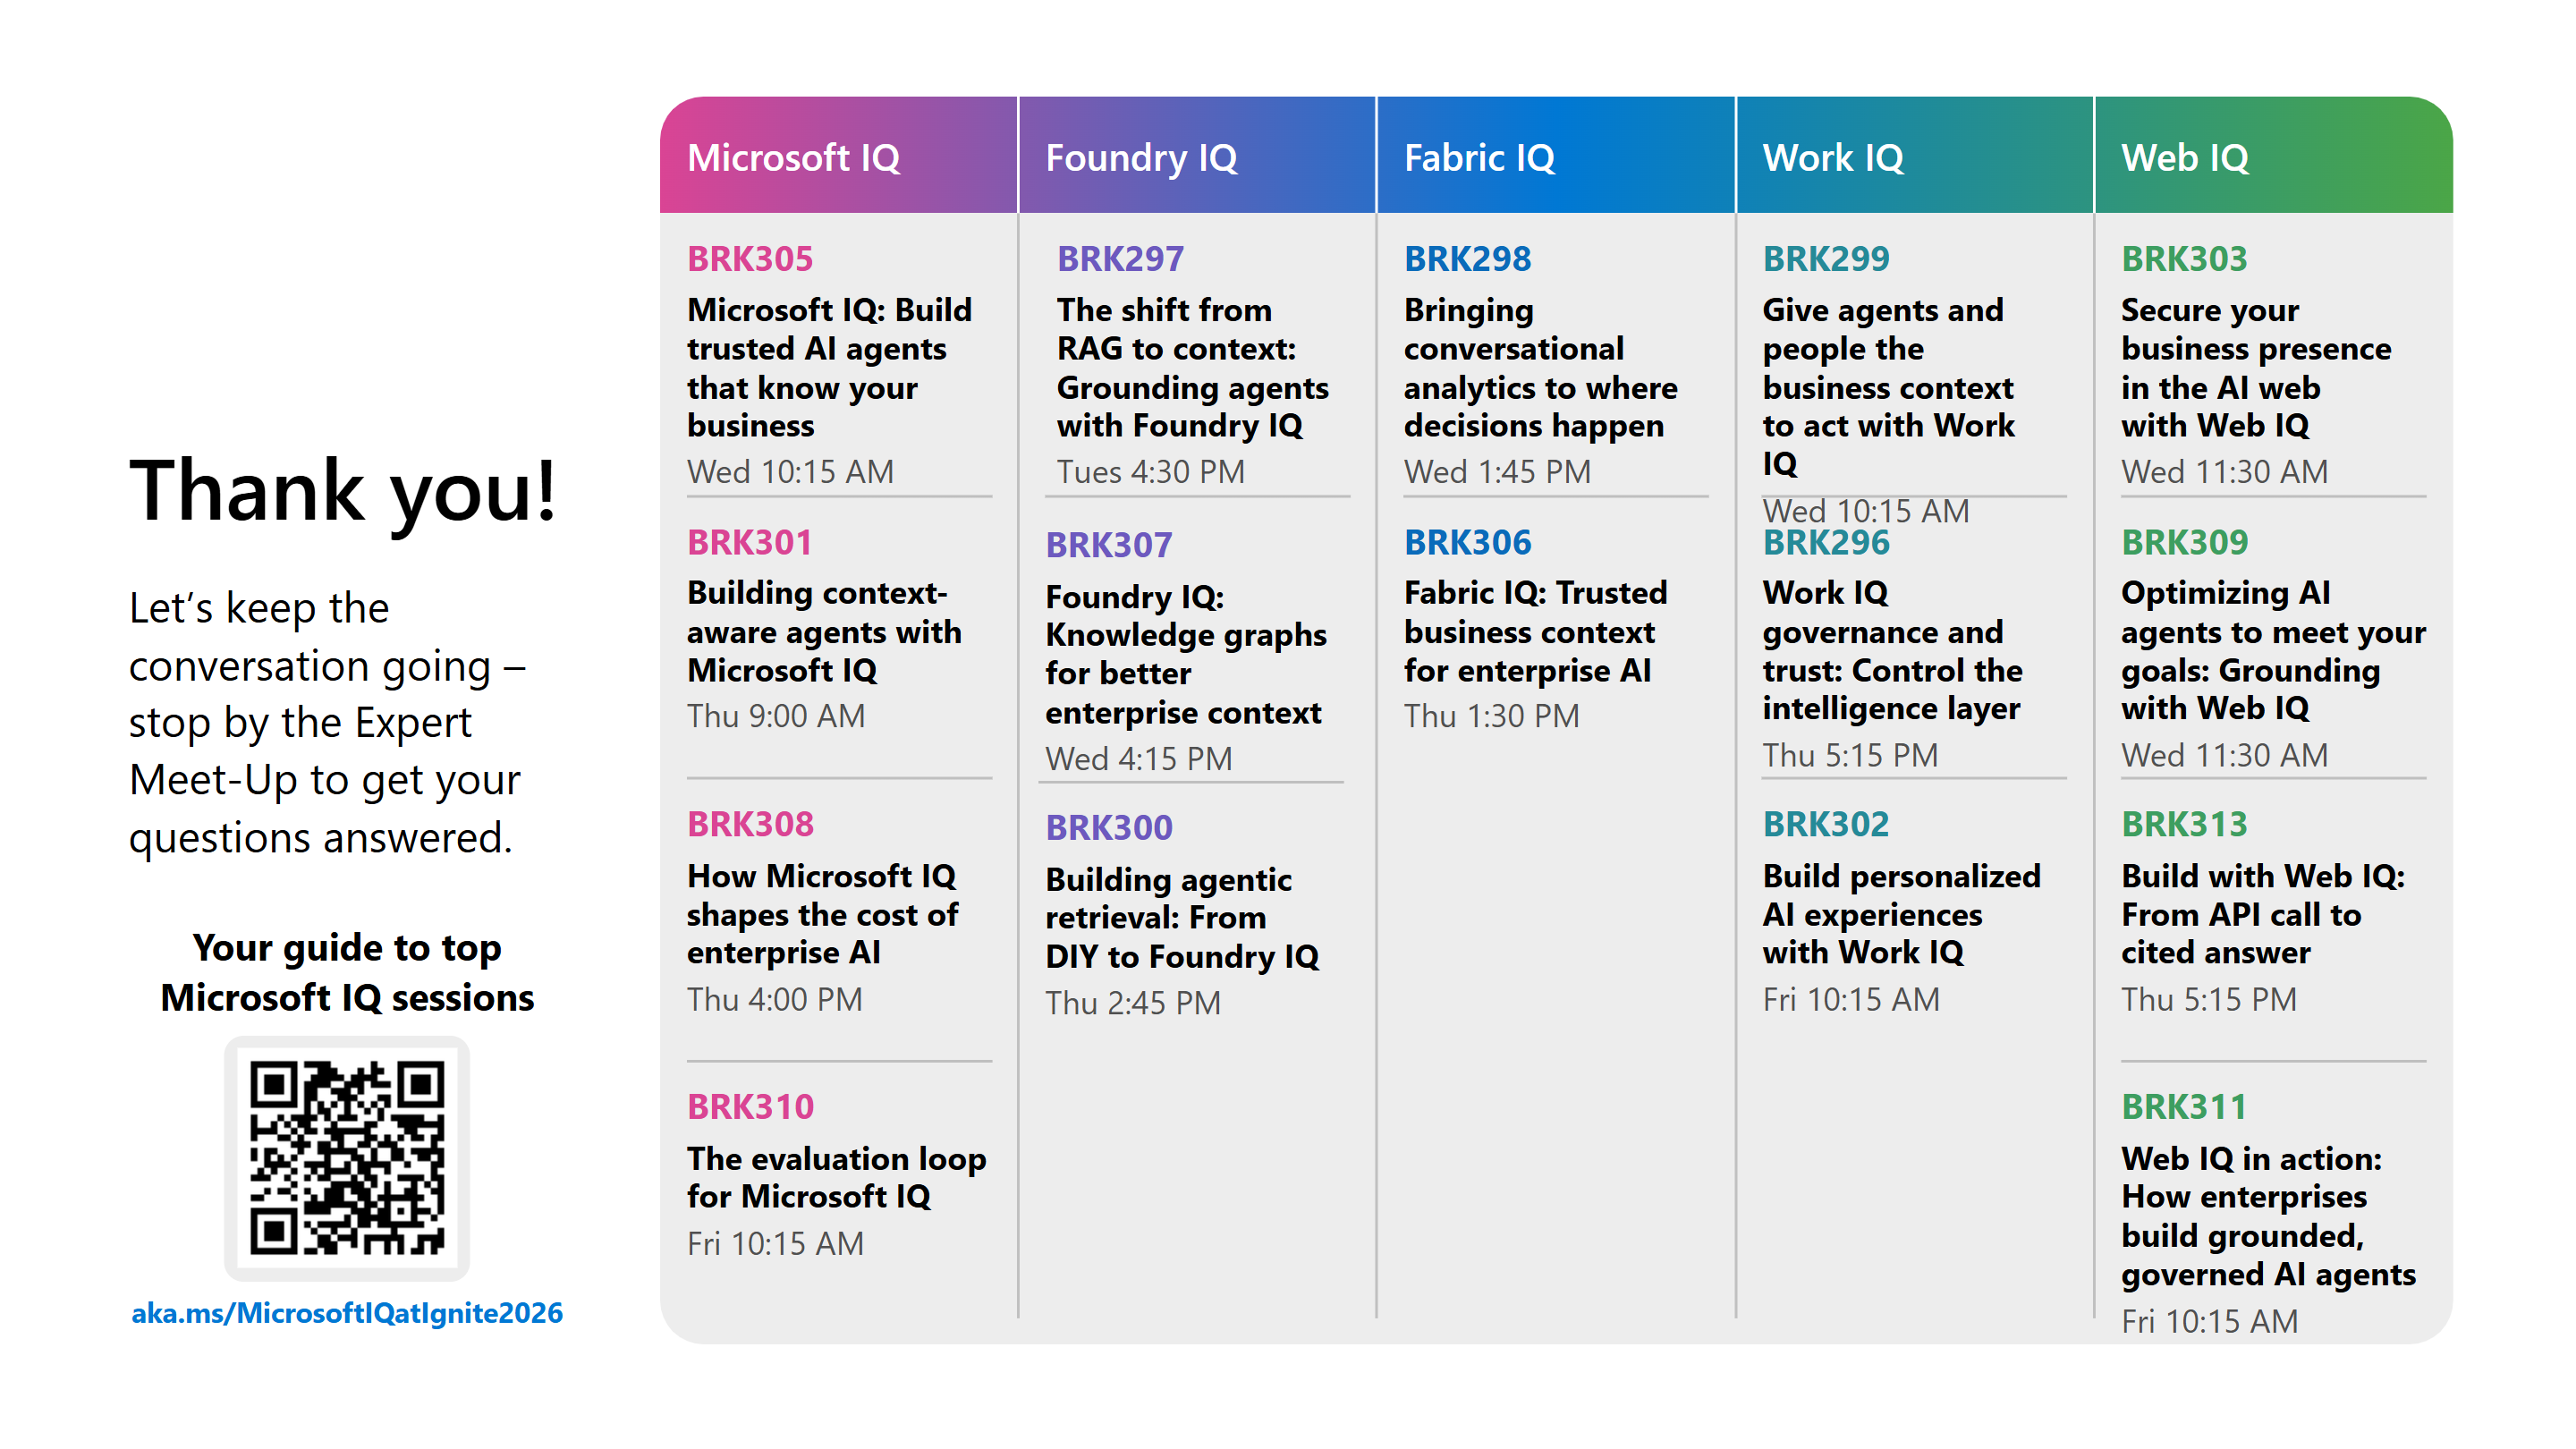 Thank you!
Let’s keep the
conversation going –
stop by the Expert
Meet-Up to get your
questions answered.
Your guide to top
Microsoft IQ sessions
aka.ms/MicrosoftIQatIgnite2026
Microsoft IQ
BRK305
Microsoft IQ: Build
trusted AI agents
that know your
business
Wed 10:15 AM
BRK301
Building context-
aware agents with
Microsoft IQ
Thu 9:00 AM
BRK308
How Microsoft IQ
shapes the cost of
enterprise AI
Thu 4:00 PM
BRK310
The evaluation loop
for Microsoft IQ
Fri 10:15 AM
Foundry IQ
BRK297
The shift from
RAG to context:
Grounding agents
with Foundry IQ
Tues 4:30 PM
BRK307
Foundry IQ:
Knowledge graphs
for better
enterprise context
Wed 4:15 PM
BRK300
Building agentic
retrieval: From
DIY to Foundry IQ
Thu 2:45 PM
Fabric IQ
BRK298
Bringing
conversational
analytics to where
decisions happen
Wed 1:45 PM
BRK306
Fabric IQ: Trusted
business context
for enterprise AI
Thu 1:30 PM
Work IQ
BRK299
Give agents and
people the
business context
to act with Work
IQ
Wed 10:15 AM
BRK296
Work IQ
governance and
trust: Control the
intelligence layer
Thu 5:15 PM
BRK302
Build personalized
AI experiences
with Work IQ
Fri 10:15 AM
Web IQ
BRK303
Secure your
business presence
in the AI web
with Web IQ
Wed 11:30 AM
BRK309
Optimizing AI
agents to meet your
goals: Grounding
with Web IQ
Wed 11:30 AM
BRK313
Build with Web IQ:
From API call to
cited answer
Thu 5:15 PM
BRK311
Web IQ in action:
How enterprises
build grounded,
governed AI agents
Fri 10:15 AM